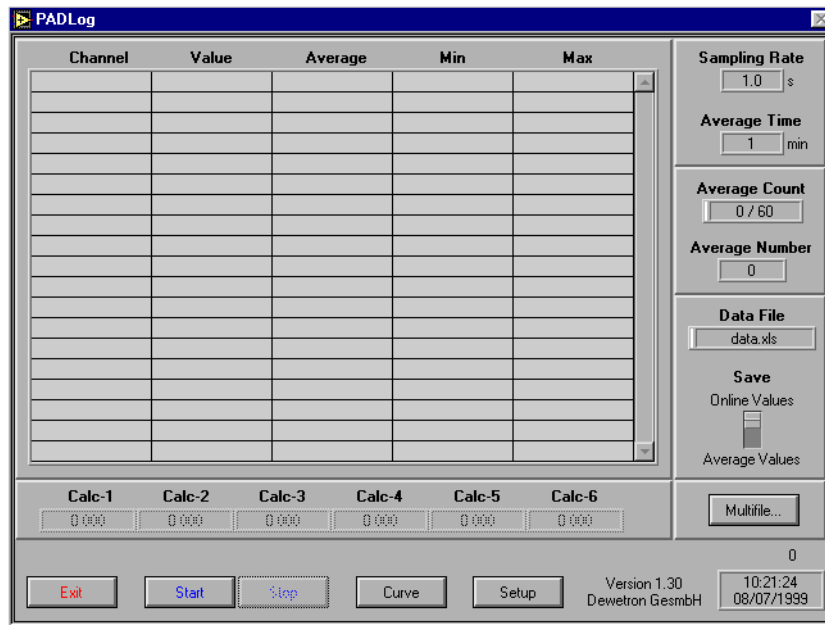 PADLog
Channel Value Average Min Max
Sampling Rate
1.0 s
Average Time
1 min
Average Count
0 / 60
Average Number
0
Data File
data.xls
Save
Online Values
Average Values
Calc-1 Calc-2 Calc-3 Calc-4 Calc-5 Calc-6
0.000 0.000 0.000 0.000 0.000 0.000
Multifile...
0
Exit Start Stop Curve Setup
Version 1.30
Dewetron GesmbH
10:21:24
08/07/1999